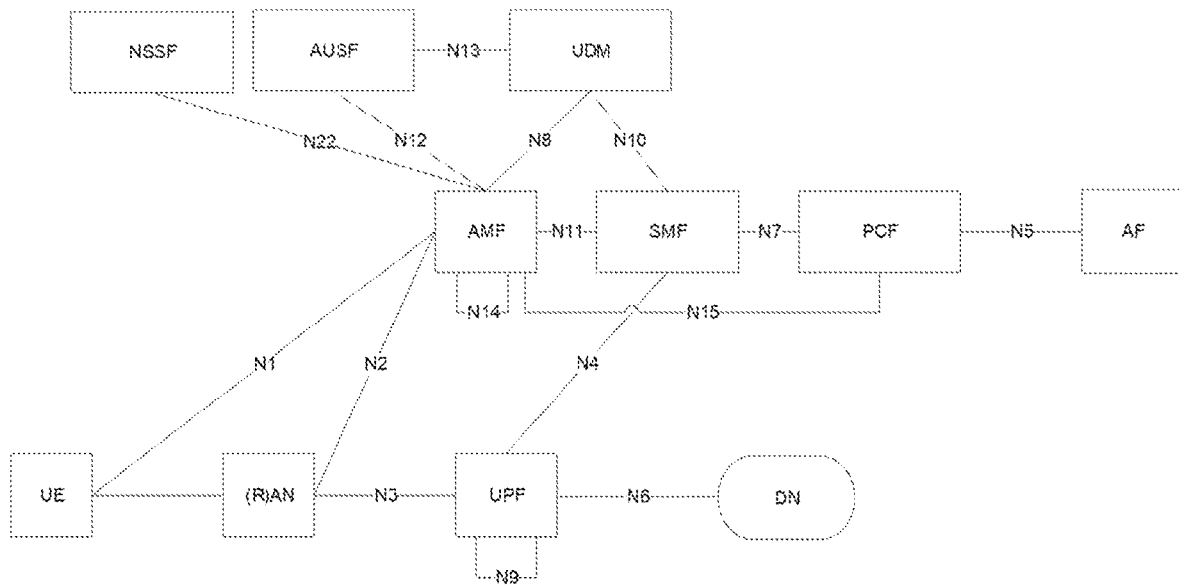 NSSF
AUSF
N13
UDM
N22
N12
N8
N10
AMF
N11
SMF
N7
PCF
N5
AF
N14
N15
N1
N2
N4
UE
(R)AN
N3
UPF
N6
DN
N9